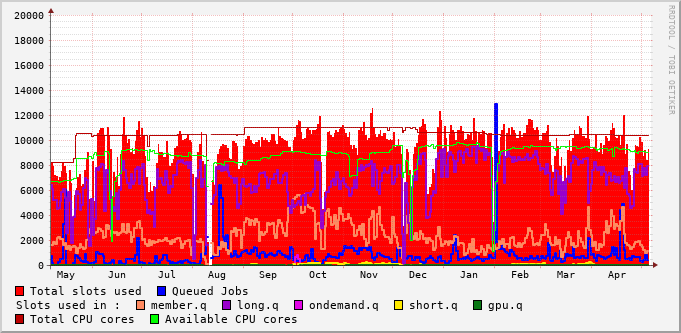 RRDTOOL / TOBI OETIKER
20000
18000
16000
14000
12000
10000
8000
6000
4000
2000
0
May Jun Jul Aug Sep Oct Nov Dec Jan Feb Mar Apr
Total slots used Queued Jobs
Slots used in : member.q long.q ondemand.q short.q gpu.q
Total CPU cores Available CPU cores